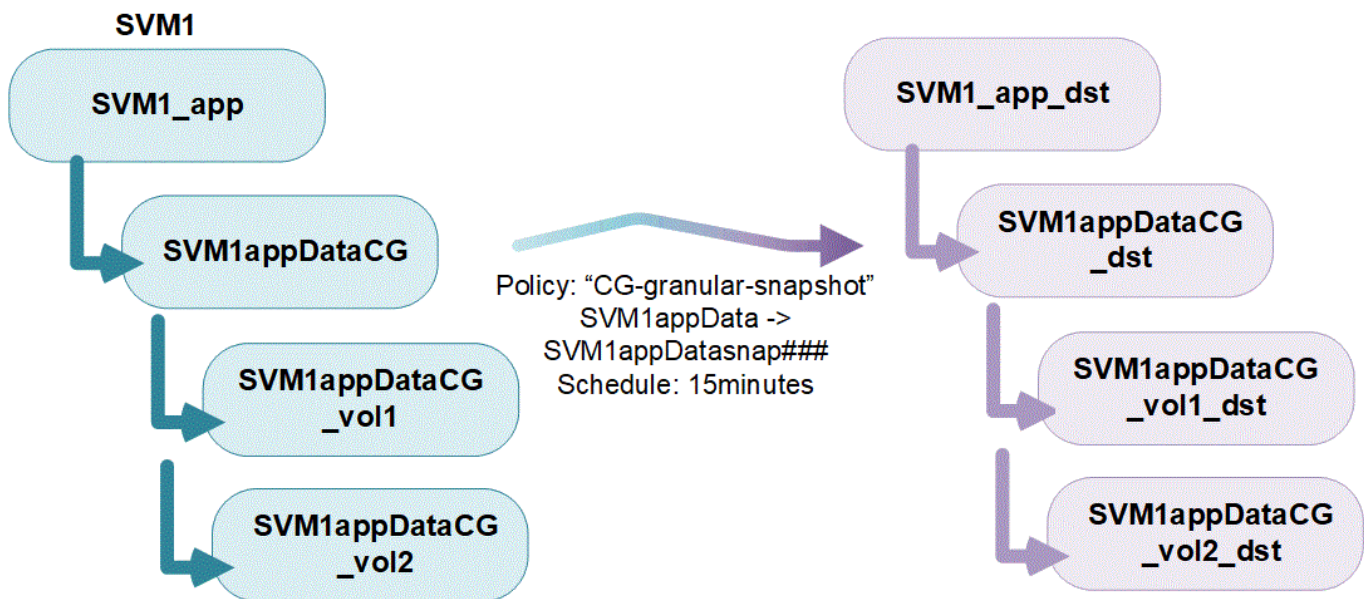 SVM1
SVM1_app
SVM1appDataCG
SVM1appDataCG
_vol1
SVM1appDataCG
_vol2
Policy: “CG-granular-snapshot”
SVM1appData ->
SVM1appDatasnap###
Schedule: 15minutes
SVM1_app_dst
SVM1appDataCG
_dst
SVM1appDataCG
_vol1_dst
SVM1appDataCG
_vol2_dst